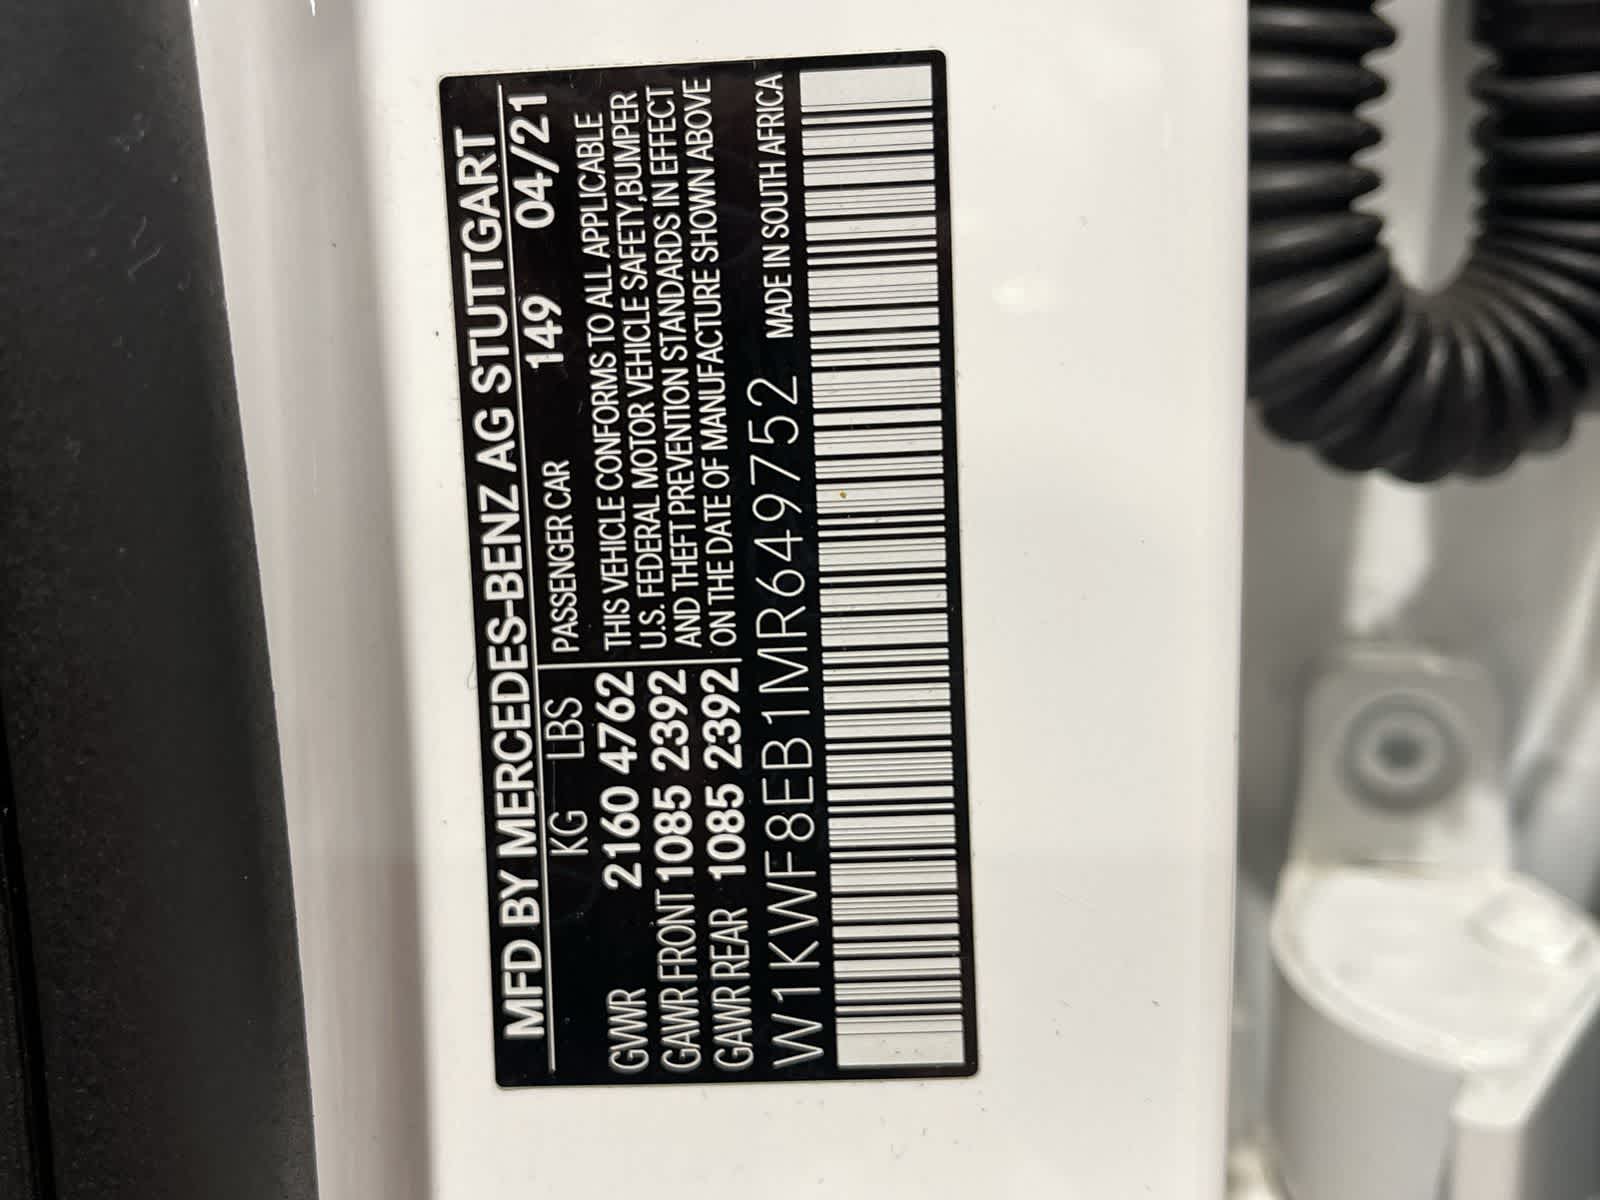 MFD BY MERCEDES-BENZ AG STUTTGART
149 04/21
KG LBS
GVWR 2160 4762
GAWR FRONT 1085 2392
GAWR REAR 1085 2392
PASSENGER CAR
THIS VEHICLE CONFORMS TO ALL APPLICABLE
U.S. FEDERAL MOTOR VEHICLE SAFETY,BUMPER
AND THEFT PREVENTION STANDARDS IN EFFECT
ON THE DATE OF MANUFACTURE SHOWN ABOVE
W1KWF8EB1MR649752 MADE IN SOUTH AFRICA